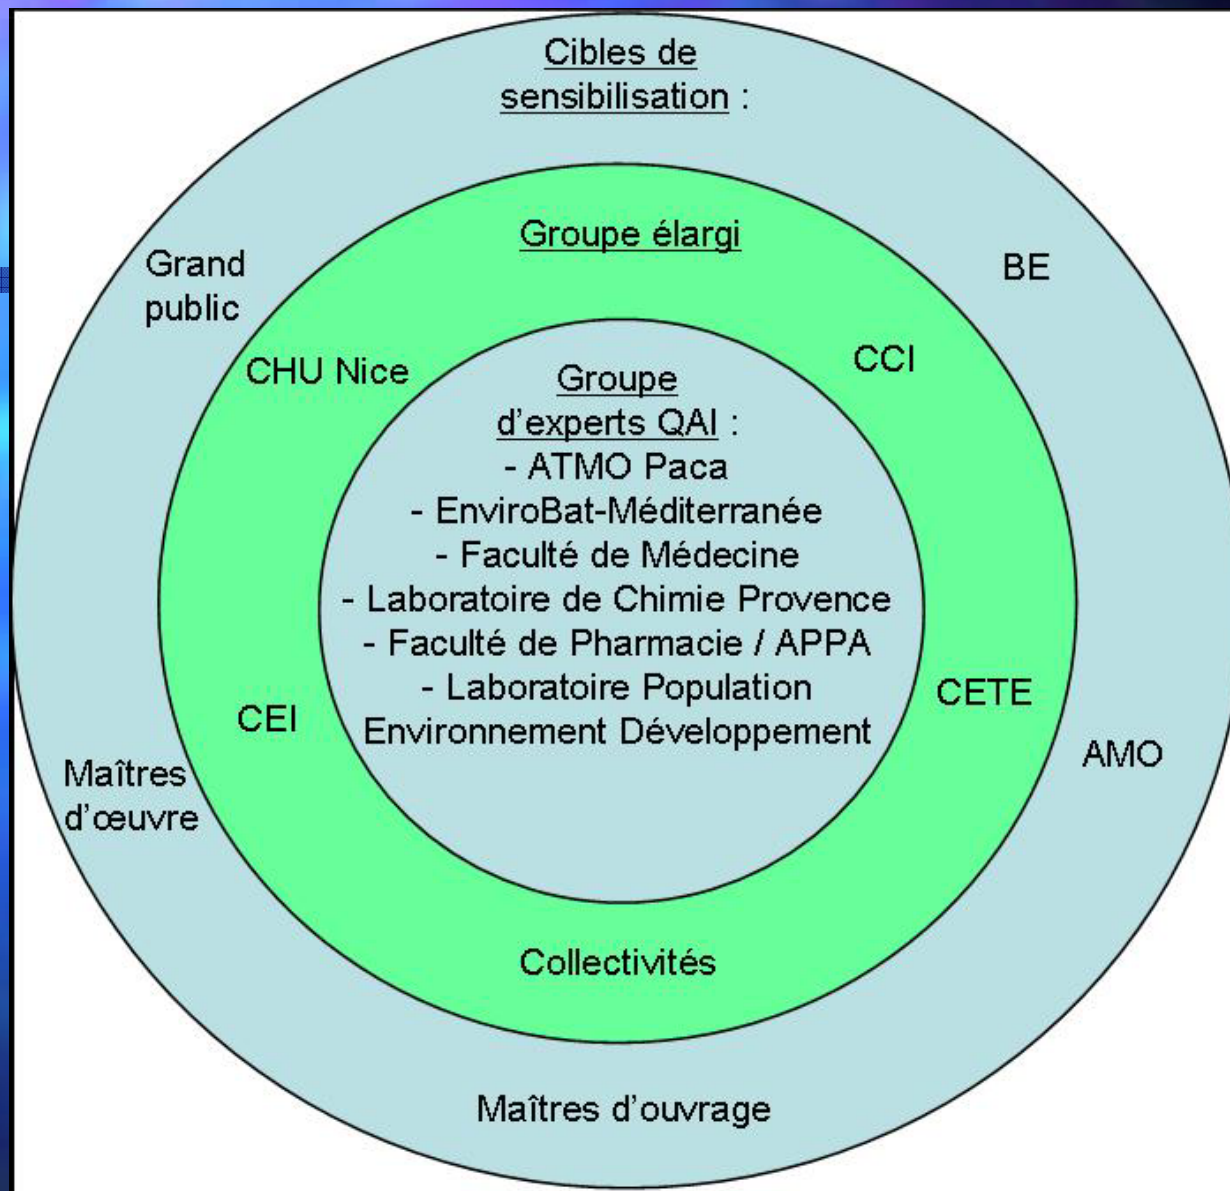 Cibles de
sensibilisation :
Groupe élargi
Grand
public
BE
CHU Nice
CCI
Groupe
d'experts QAI :
- ATMO Paca
- EnviroBat-Méditerranée
- Faculté de Médecine
- Laboratoire de Chimie Provence
- Faculté de Pharmacie / APPA
- Laboratoire Population
Environnement Développement
CEI
CETE
Maîtres
d'œuvre
AMO
Collectivités
Maîtres d'ouvrage